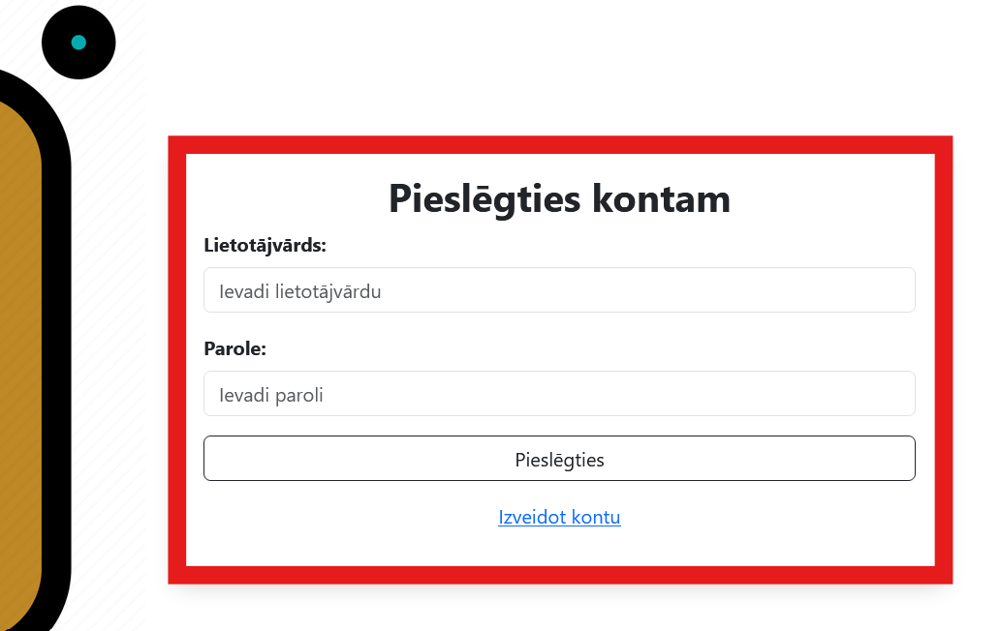 Pieslēgties kontam
Lietotājvārds:
Ievadi lietotājvārdu
Parole:
Ievadi paroli
Pieslēgties
Izveidot kontu